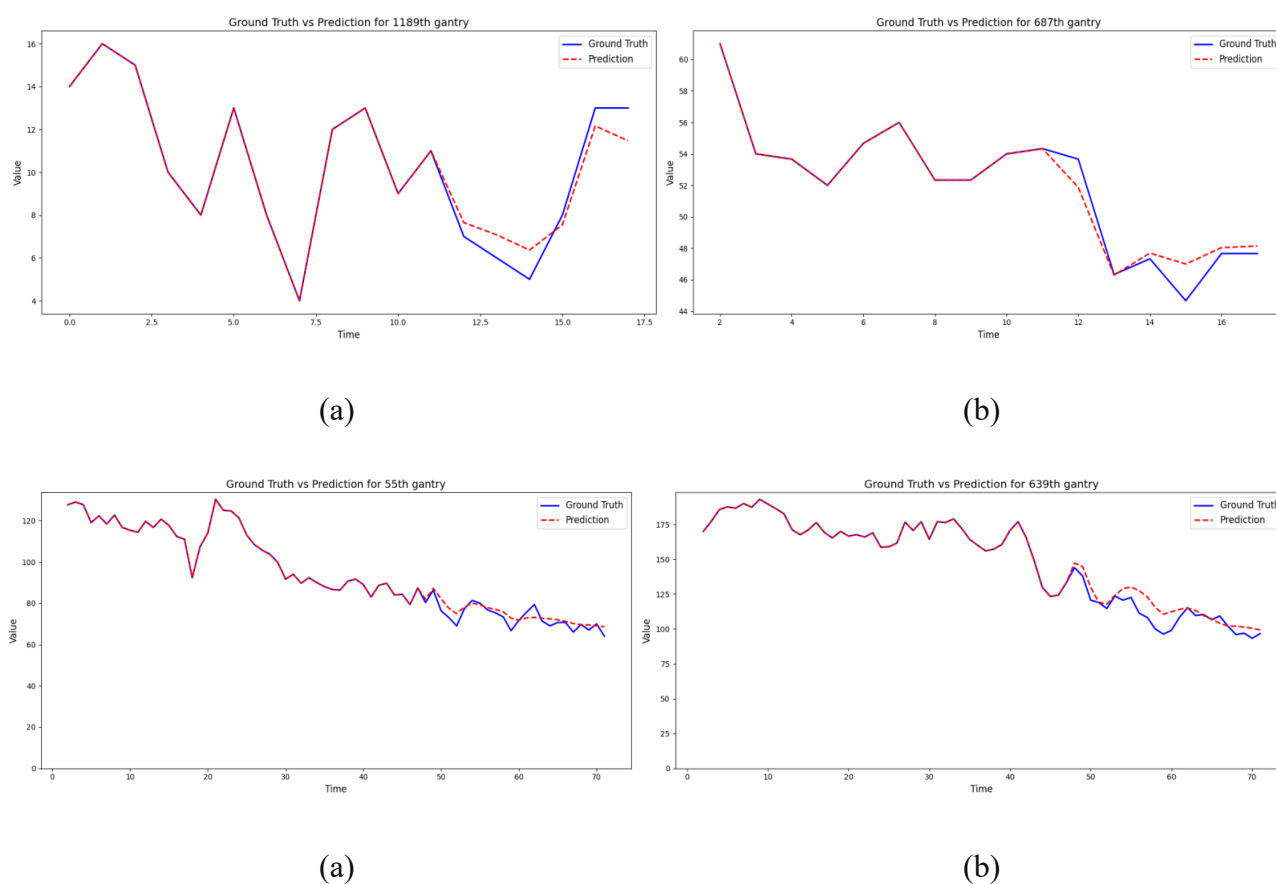 Ground Truth vs Prediction for 1189th gantry
Ground Truth
Prediction
Value
16
14
12
10
8
6
4
0.0 2.5 5.0 7.5 10.0 12.5 15.0 17.5
Time
(a)
Ground Truth vs Prediction for 687th gantry
Ground Truth
Prediction
Value
60
58
56
54
52
50
48
46
44
2 4 6 8 10 12 14 16
Time
(b)
Ground Truth vs Prediction for 55th gantry
Ground Truth
Prediction
Value
120
100
80
60
40
20
0
0 10 20 30 40 50 60 70
Time
(a)
Ground Truth vs Prediction for 639th gantry
Ground Truth
Prediction
Value
175
150
125
100
75
50
25
0
0 10 20 30 40 50 60 70
Time
(b)